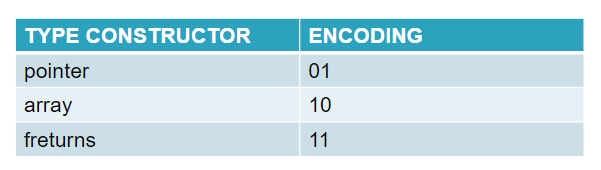 TYPE CONSTRUCTOR ENCODING
pointer 01
array 10
freturns 11